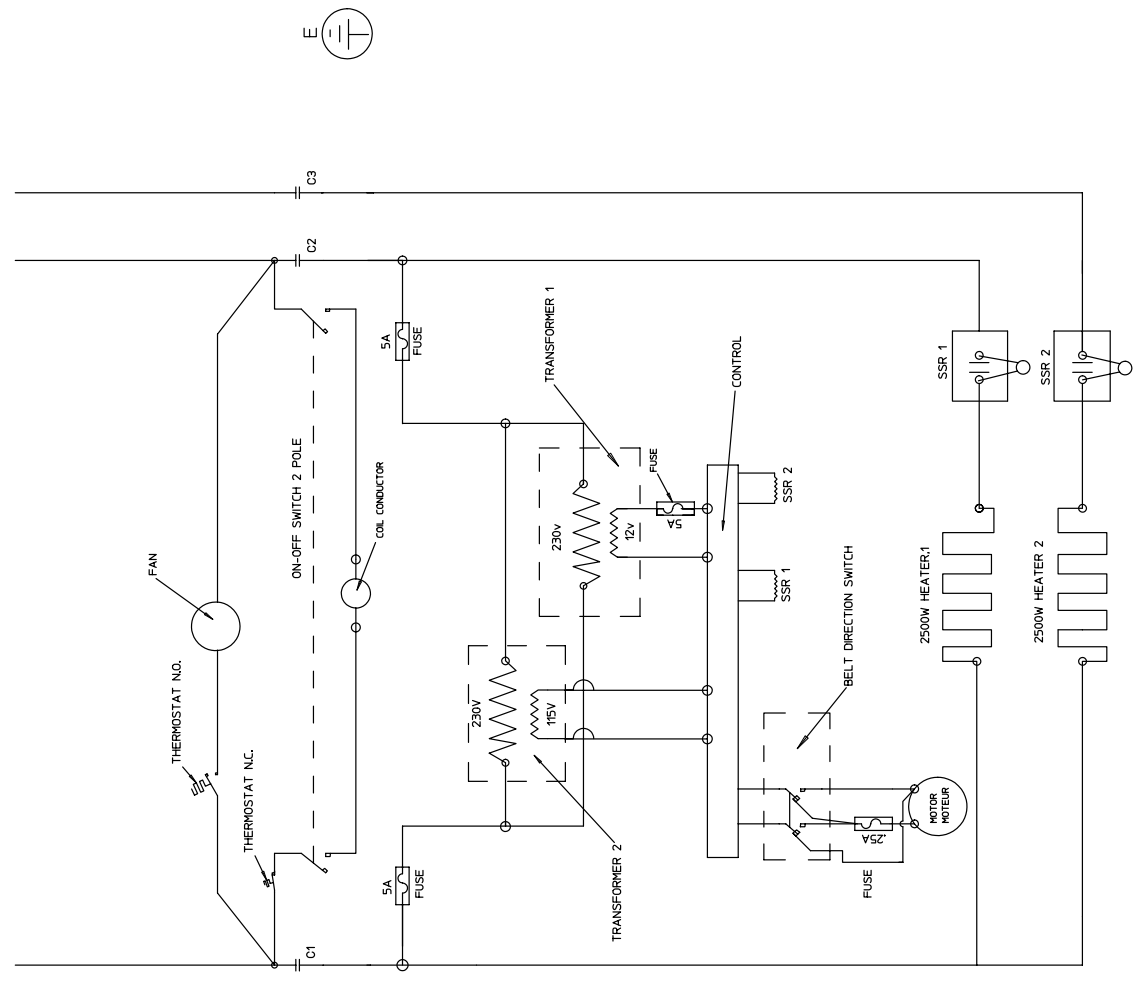 E
C3
C2
5A
FUSE
TRANSFORMER 1
CONTROL
SSR 1
SSR 2
ON-OFF SWITCH 2 POLE
COIL CONDUCTOR
FAN
230v
12v
FUSE
5A
SSR 2
SSR 1
BELT DIRECTION SWITCH
2500W HEATER.1
2500W HEATER 2
THERMOSTAT N.O.
THERMOSTAT N.C.
230V
115V
TRANSFORMER 2
5A
FUSE
.25A
FUSE
MOTOR
MOTEUR
C1